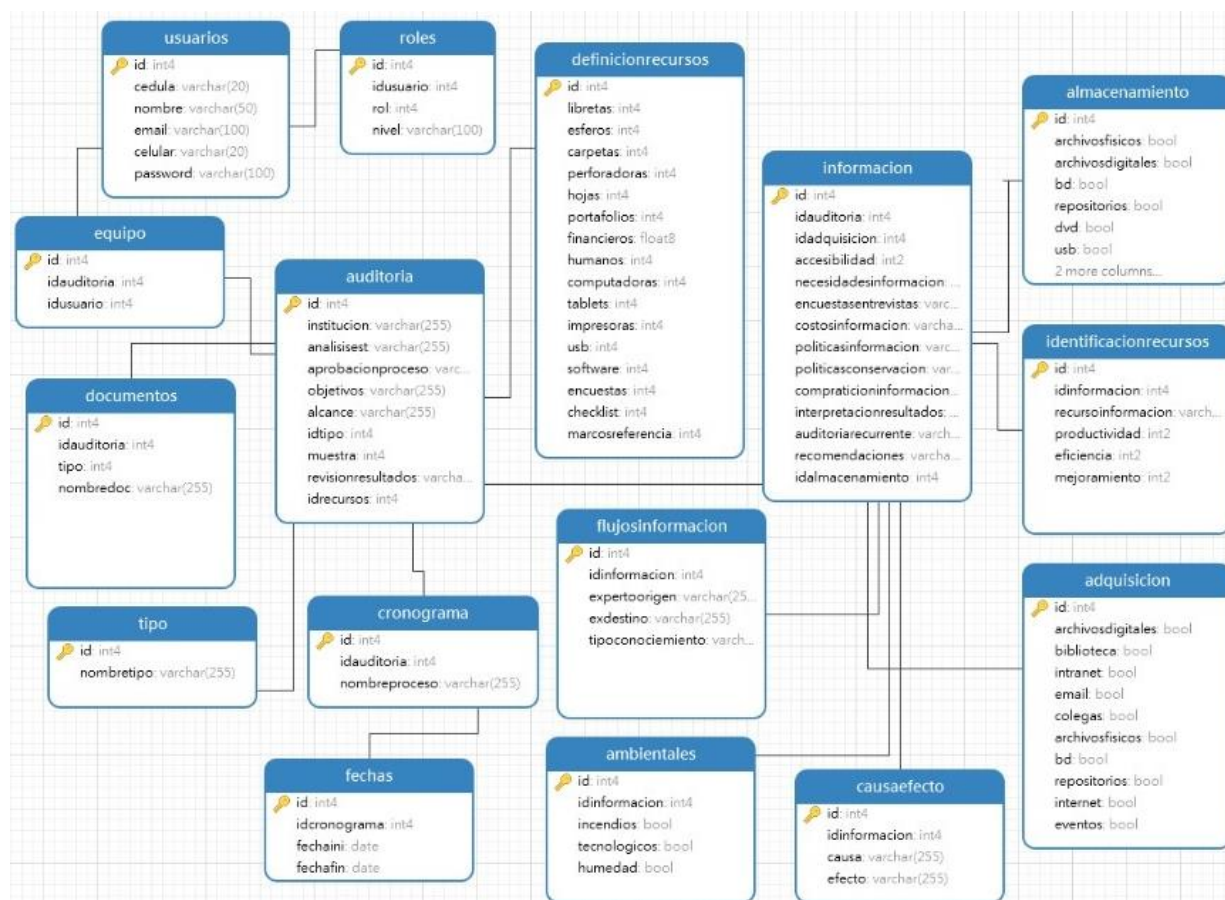 usuarios
id: int4
cedula: varchar(20)
nombre: varchar(50)
email: varchar(100)
celular: varchar(20)
password: varchar(100)
roles
id: int4
idusuario: int4
rol: int4
nivel: varchar(100)
definicionrecursos
id: int4
libretas: int4
esferos: int4
carpetas: int4
perforadoras: int4
hojas: int4
portafolios: int4
financieros: float8
humanos: int4
computadoras: int4
tablets: int4
impresoras: int4
usb: int4
software: int4
encuestas: int4
checklist: int4
marcosreferencia: int4
informacion
id: int4
idauditoria: int4
idadquisicion: int4
accesibilidad: int2
necesidadesinformacion: ...
encuestasentrevistas: varc...
costosinformacion: varcha...
politicasinformacion: varc...
politicasconservacion: var...
compraticioninformacion...
interpretacionresultados: ...
auditoriarecurrente: varch...
recomendaciones: varchar...
idalmacenamiento: int4
almacenamiento
id: int4
archivosfisicos: bool
archivosdigitales: bool
bd: bool
repositorios: bool
dvd: bool
usb: bool
2 more columns...
equipo
id: int4
idauditoria: int4
idusuario: int4
auditoria
id: int4
institucion: varchar(255)
analisisest: varchar(255)
aprobacionproceso: varc...
objetivos: varchar(255)
alcance: varchar(255)
idtipo: int4
muestra: int4
revisionresultados: varcha...
idrecursos: int4
identificacionrecursos
id: int4
idinformacion: int4
recursoinformacion: varch...
productividad: int2
eficiencia: int2
mejoramiento: int2
documentos
id: int4
idauditoria: int4
tipo: int4
nombredoc: varchar(255)
flujosinformacion
id: int4
idinformacion: int4
expertoorigen: varchar(25...
exdestino: varchar(255)
tipoconociemiento: varch...
adquisicion
id: int4
archivosdigitales: bool
biblioteca: bool
intranet: bool
email: bool
colegas: bool
archivosfisicos: bool
bd: bool
repositorios: bool
internet: bool
eventos: bool
tipo
id: int4
nombretipo: varchar(255)
cronograma
id: int4
idauditoria: int4
nombreproceso: varchar(255)
fechas
id: int4
idcronograma: int4
fechaini: date
fechafin: date
ambientales
id: int4
idinformacion: int4
incendios: bool
tecnologicos: bool
humedad: bool
causaefecto
id: int4
idinformacion: int4
causa: varchar(255)
efecto: varchar(255)